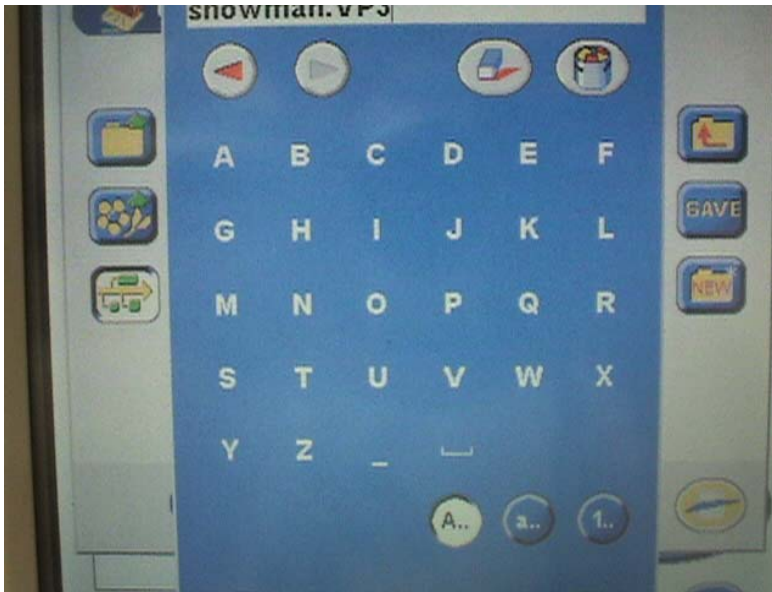 snowman.VP3
A B C D E F
G H I J K L
SAVE
M N O P Q R
NEW
S T U V W X
Y Z _
A.. a.. 1..